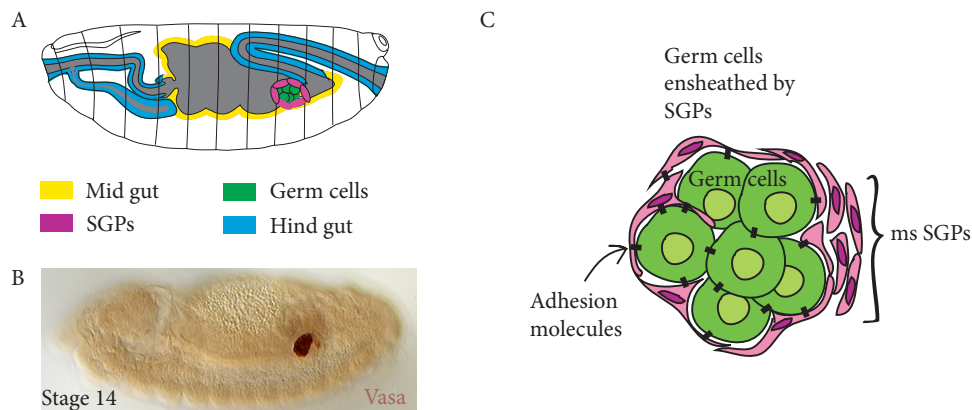 A
Mid gut
SGPs
Germ cells
Hind gut
B
Stage 14
Vasa
C
Germ cells
ensheathed by
SGPs
Germ cells
ms SGPs
Adhesion
molecules